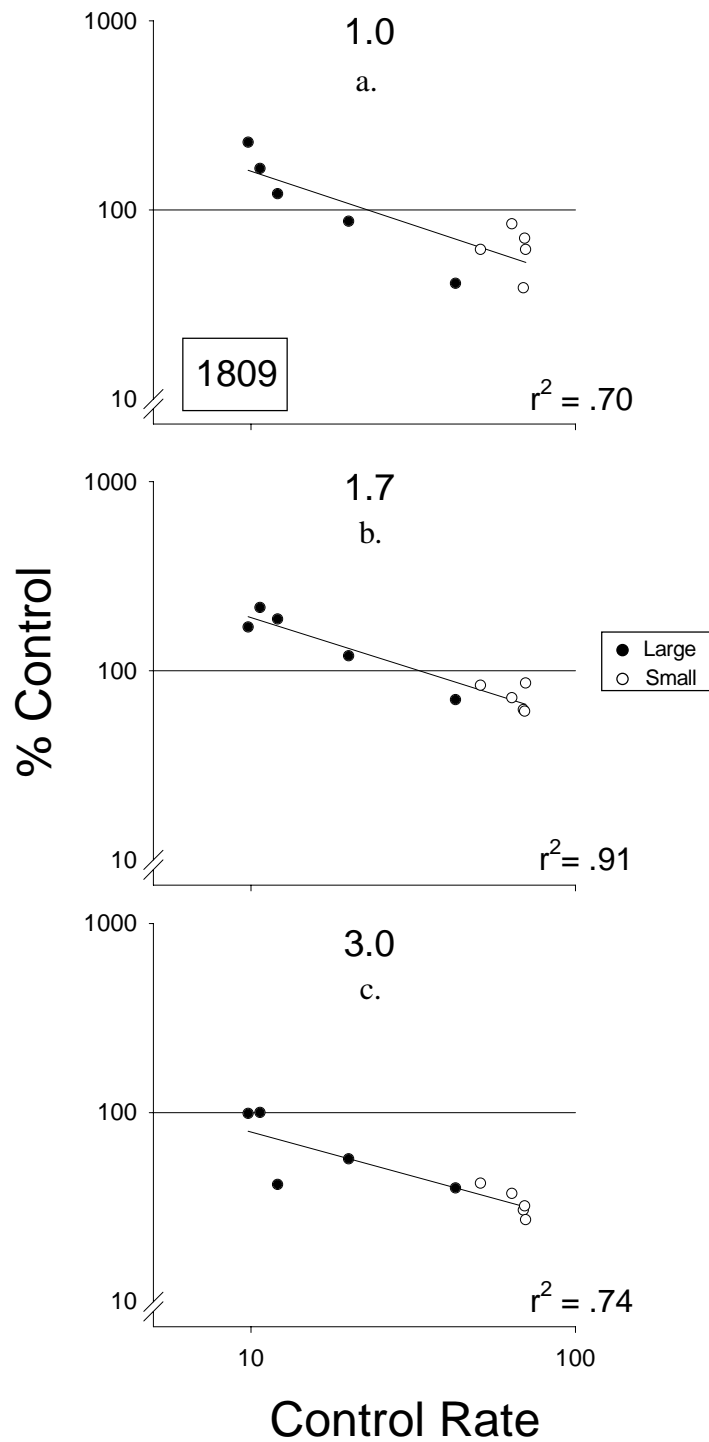 1000
1.0
a.
100
1809
10
r² = .70
1000
1.7
b.
% Control
100
Large
Small
10
r²= .91
1000
3.0
c.
100
10
r² = .74
10
100
Control Rate